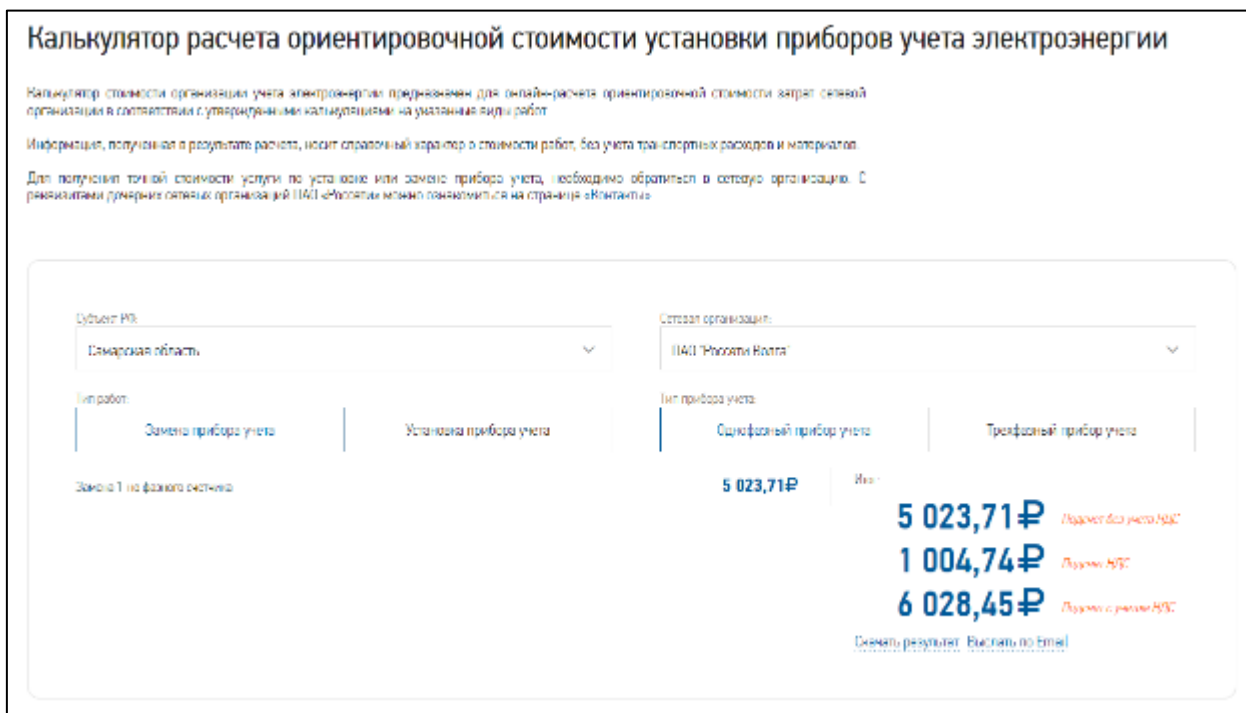 Калькулятор расчета ориентировочной стоимости установки приборов учета электроэнергии
Калькулятор стоимости организации учета электроэнергии предназначен для онлайн-расчета ориентировочной стоимости затрат сетевой
организации в соответствии с утвержденными калькуляциями на указанные виды работ.
Информация, полученная в результате расчета, носит справочный характер о стоимости работ, без учета транспортных расходов и материалов.
Для получения точной стоимости услуги по установке или замене прибора учета, необходимо обратиться в сетевую организацию. С
реквизитами дочерних сетевых организаций ПАО «Россети» можно ознакомиться на странице «Контакты»
Субъект РФ:
Сетевая организация:
Самарская область
ПАО "Россети Волга"
Тип работ:
Тип прибора учета:
Замена прибора учета
Установка прибора учета
Однофазный прибор учета
Трехфазный прибор учета
Замена 1-но фазного счетчика
5 023,71₽
Итог:
5 023,71₽ Подсчет без учета НДС
1 004,74₽ Подсчет НДС
6 028,45₽ Подсчет с учетом НДС
Скачать результат Выслать по Email